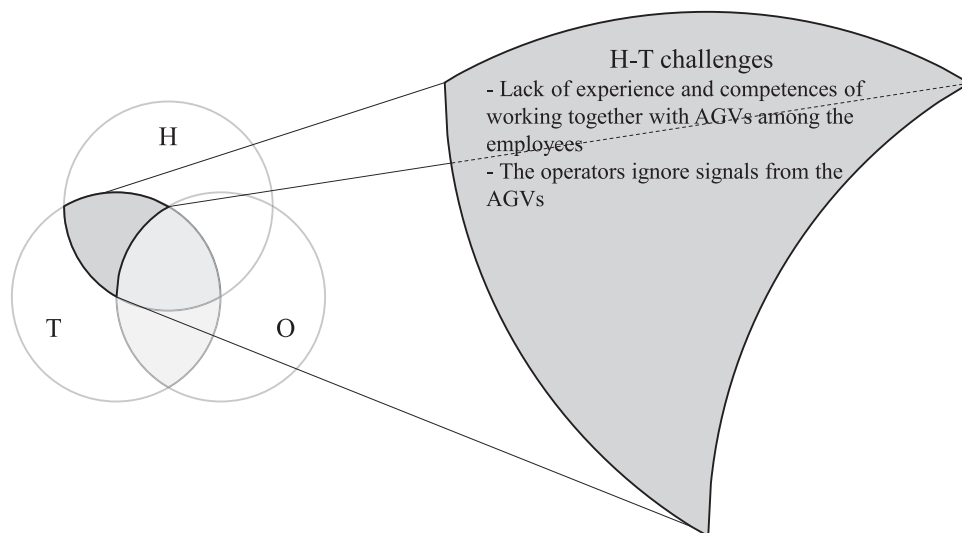 H
T
O
H-T challenges
- Lack of experience and competences of
working together with AGVs among the
employees
- The operators ignore signals from the
AGVs